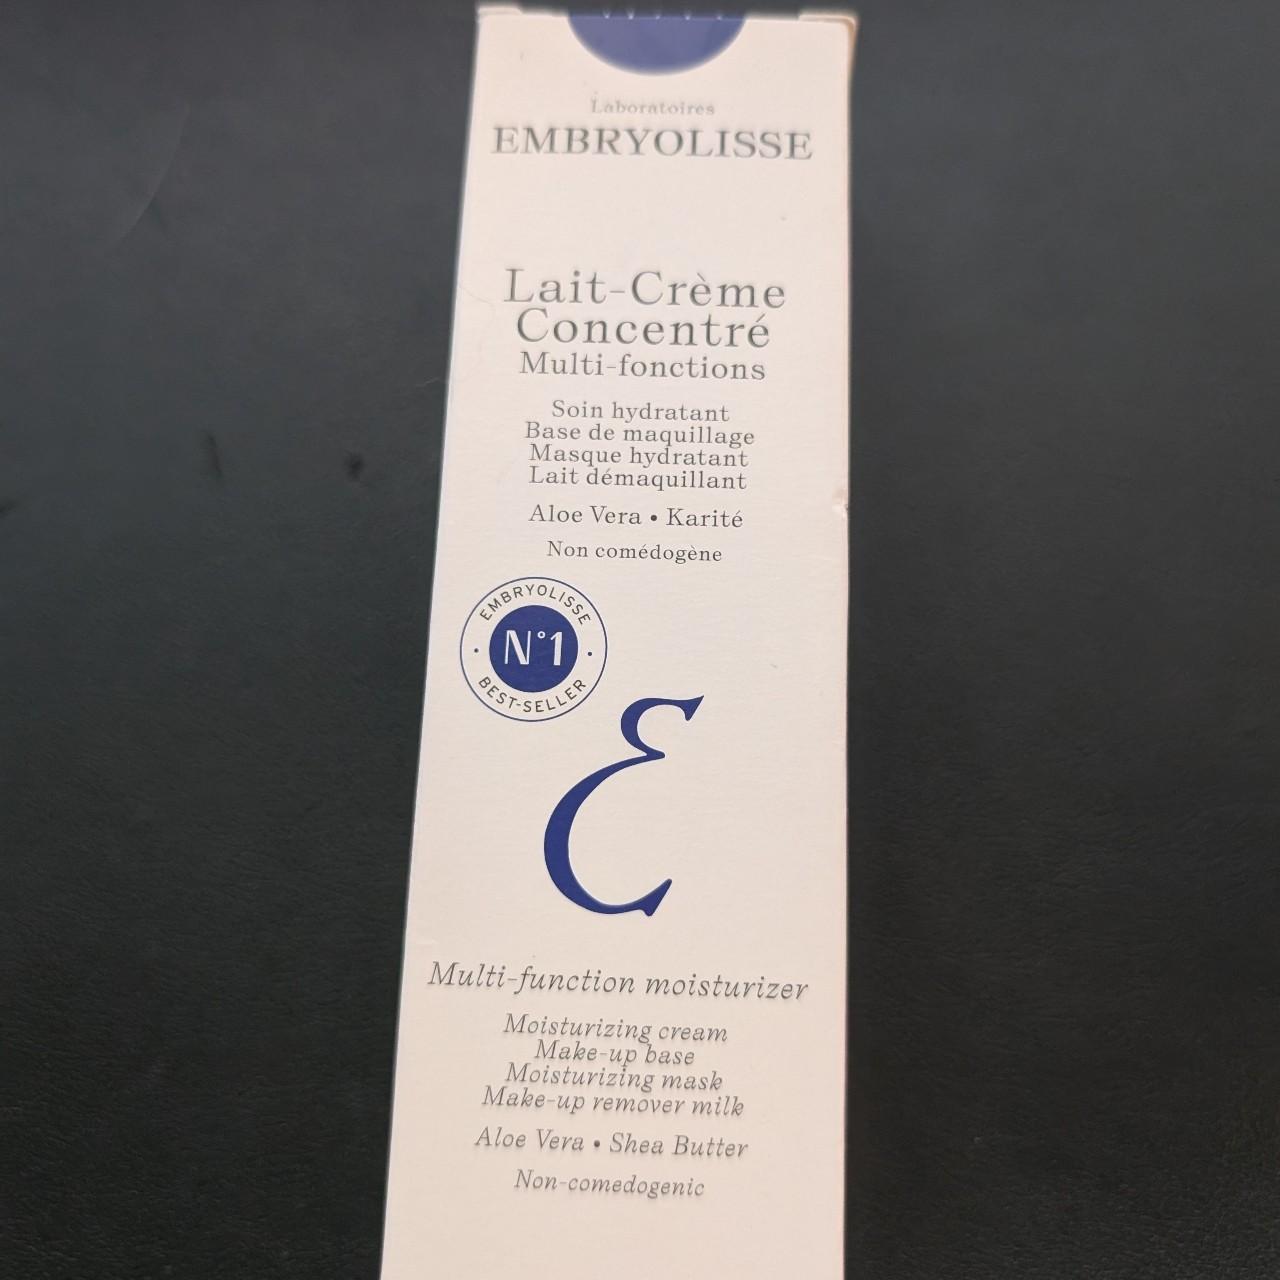 Laboratoires
EMBRYOLISSE
Lait-Crème
Concentré
Multi-fonctions
Soin hydratant
Base de maquillage
Masque hydratant
Lait démaquillant
Aloe Vera • Karité
Non comédogène
EMBRYOLISSE
N°1
BEST-SELLER
Multi-function moisturizer
Moisturizing cream
Make-up base
Moisturizing mask
Make-up remover milk
Aloe Vera • Shea Butter
Non-comedogenic